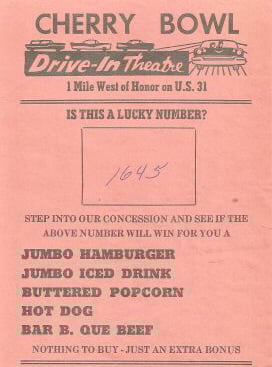 CHERRY BOWL
Drive-In Theatre
1 Mile West of Honor on U.S. 31
IS THIS A LUCKY NUMBER?
1645
STEP INTO OUR CONCESSION AND SEE IF THE
ABOVE NUMBER WILL WIN FOR YOU A
JUMBO HAMBURGER
JUMBO ICED DRINK
BUTTERED POPCORN
HOT DOG
BAR B. QUE BEEF
NOTHING TO BUY - JUST AN EXTRA BONUS